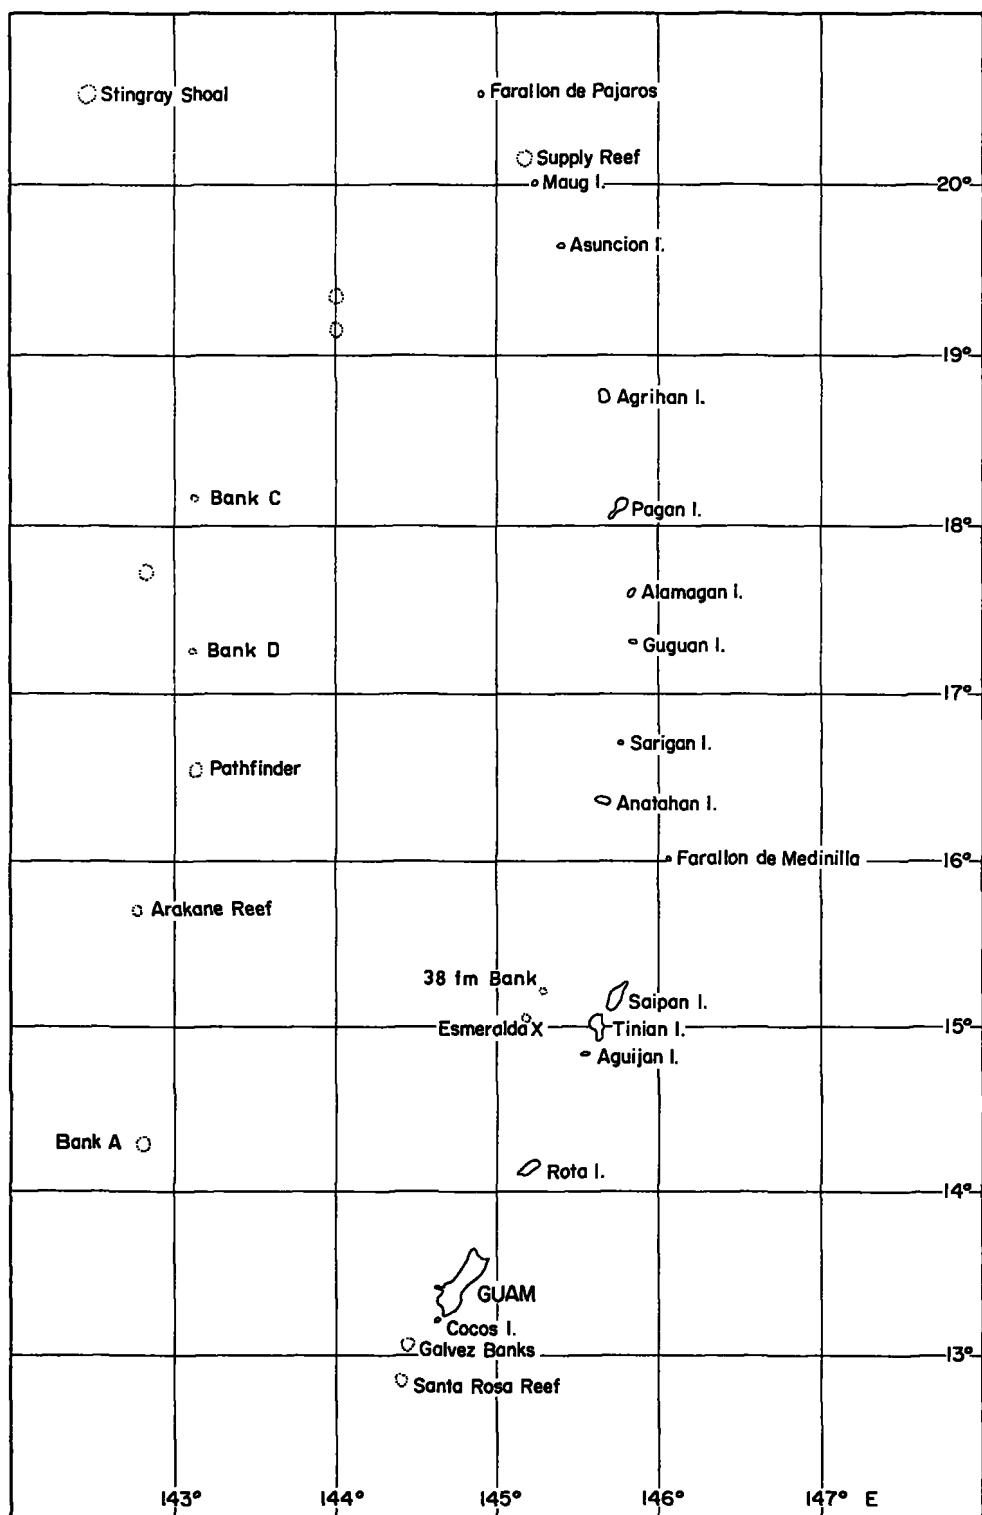 Stingray Shoal
Farallon de Pajaros
Supply Reef
Maug I.
20°
Asuncion I.
19°
Agrihan I.
Bank C
Pagan I.
18°
Alamagan I.
Guguan I.
Bank D
17°
Sarigan I.
Pathfinder
Anatahan I.
Farallon de Medinilla
16°
Arakane Reef
38 fm Bank
Saipan I.
Esmeralda X
Tinian I.
15°
Aguijan I.
Bank A
Rota I.
14°
GUAM
Cocos I.
Galvez Banks
13°
Santa Rosa Reef
143° 144° 145° 146° 147° E